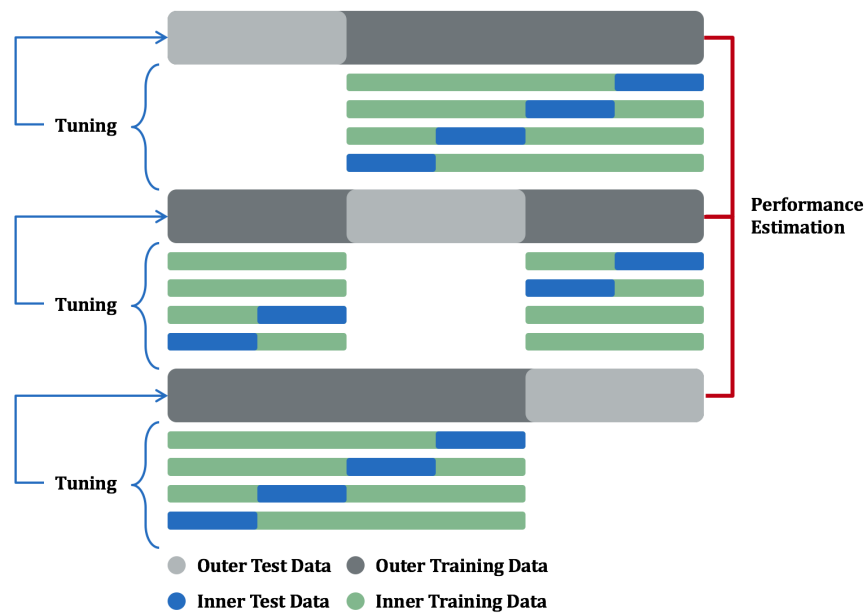 Tuning
Performance
Estimation
Tuning
Tuning
Outer Test Data
Outer Training Data
Inner Test Data
Inner Training Data